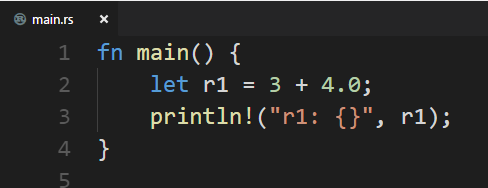 main.rs ×
1 fn main() {
2     let r1 = 3 + 4.0;
3     println!("r1: {}", r1);
4 }
5